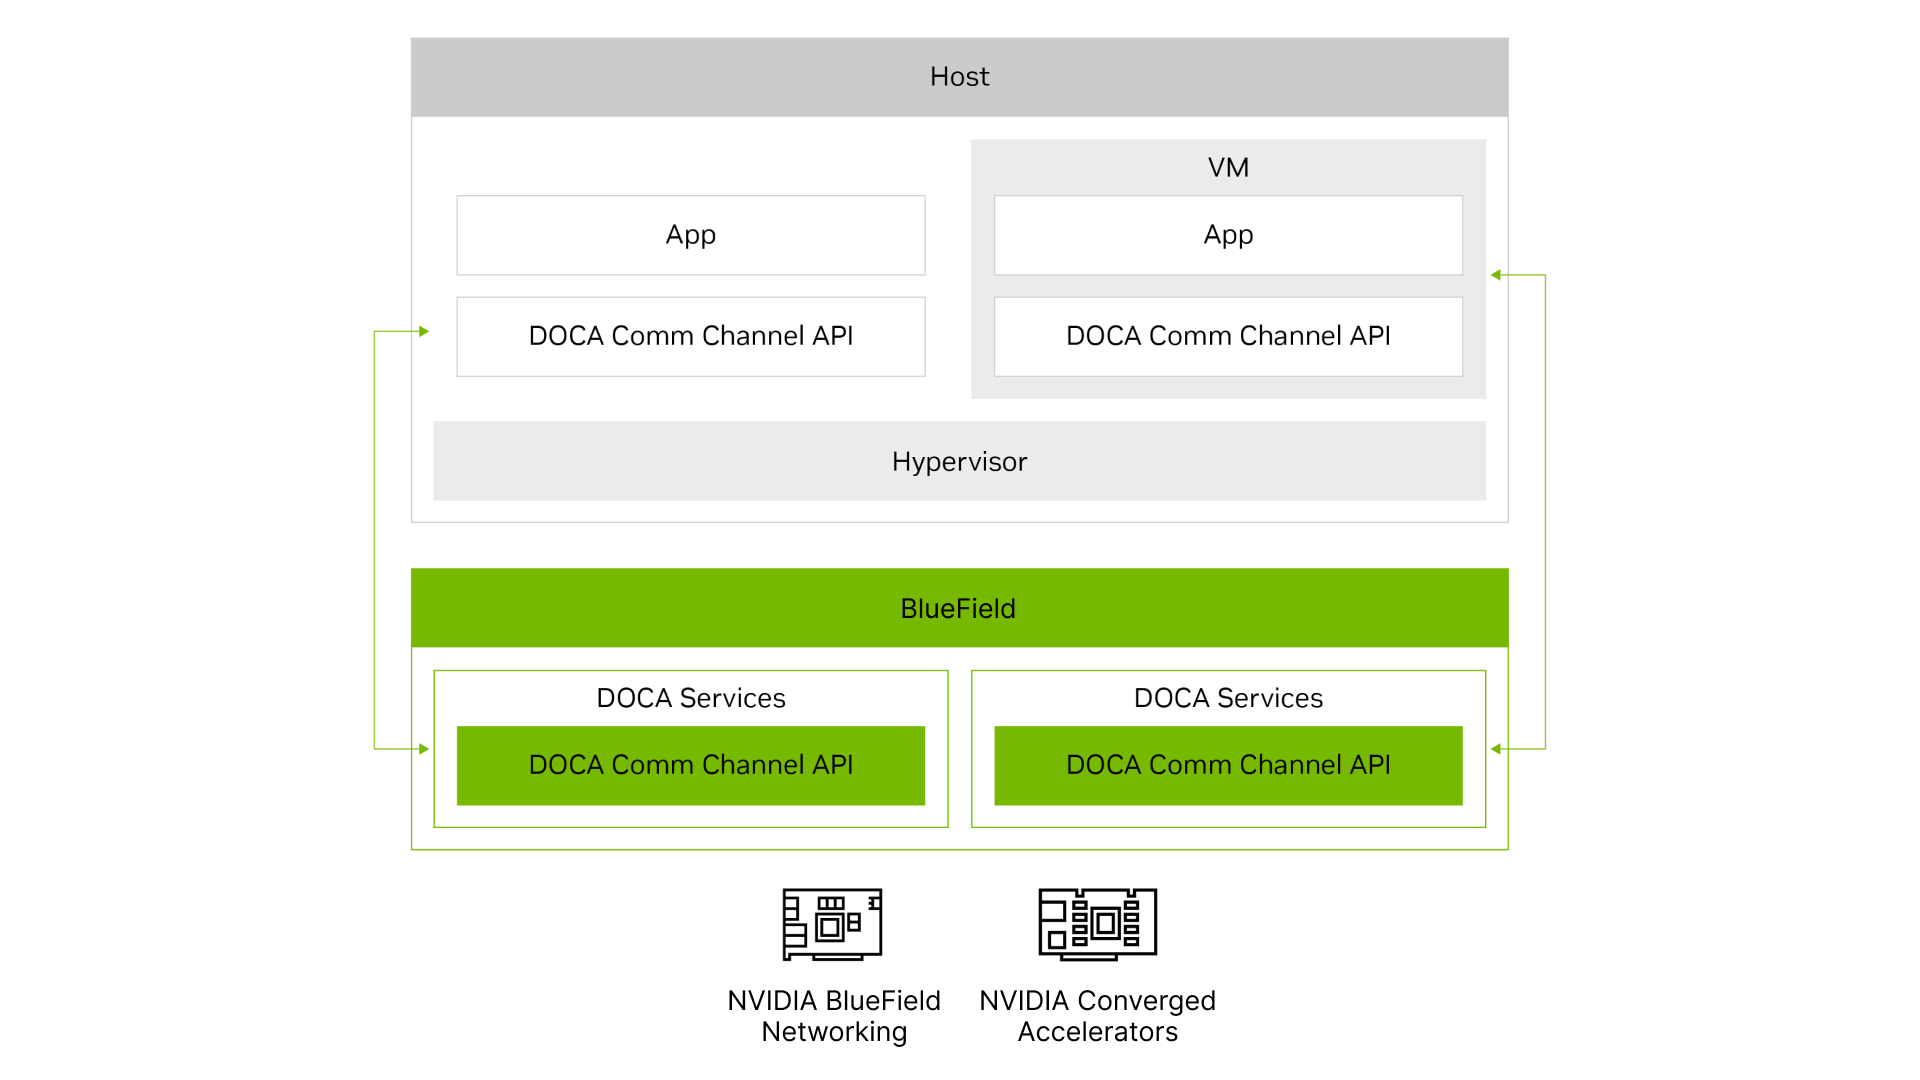 Host
VM
App
App
DOCA Comm Channel API
DOCA Comm Channel API
Hypervisor
BlueField
DOCA Services
DOCA Services
DOCA Comm Channel API
DOCA Comm Channel API
NVIDIA BlueField
Networking
NVIDIA Converged
Accelerators